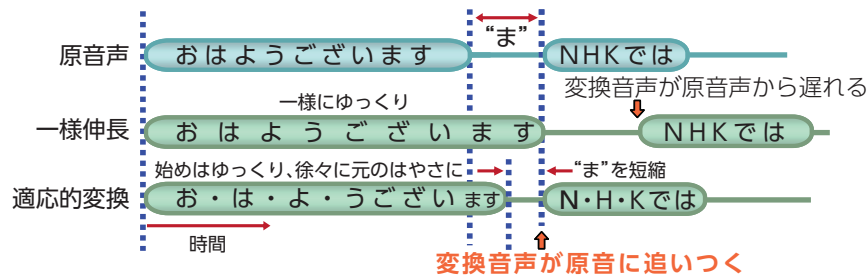 “ま”
原音声 おはようございます NHKでは
変換音声が原音声から遅れる
一様にゆっくり
一様伸長 おはようございます NHKでは
始めはゆっくり、徐々に元のはやさに “ま”を短縮
適応的変換 お・は・よ・うございます N・H・Kでは
時間
変換音声が原音に追いつく